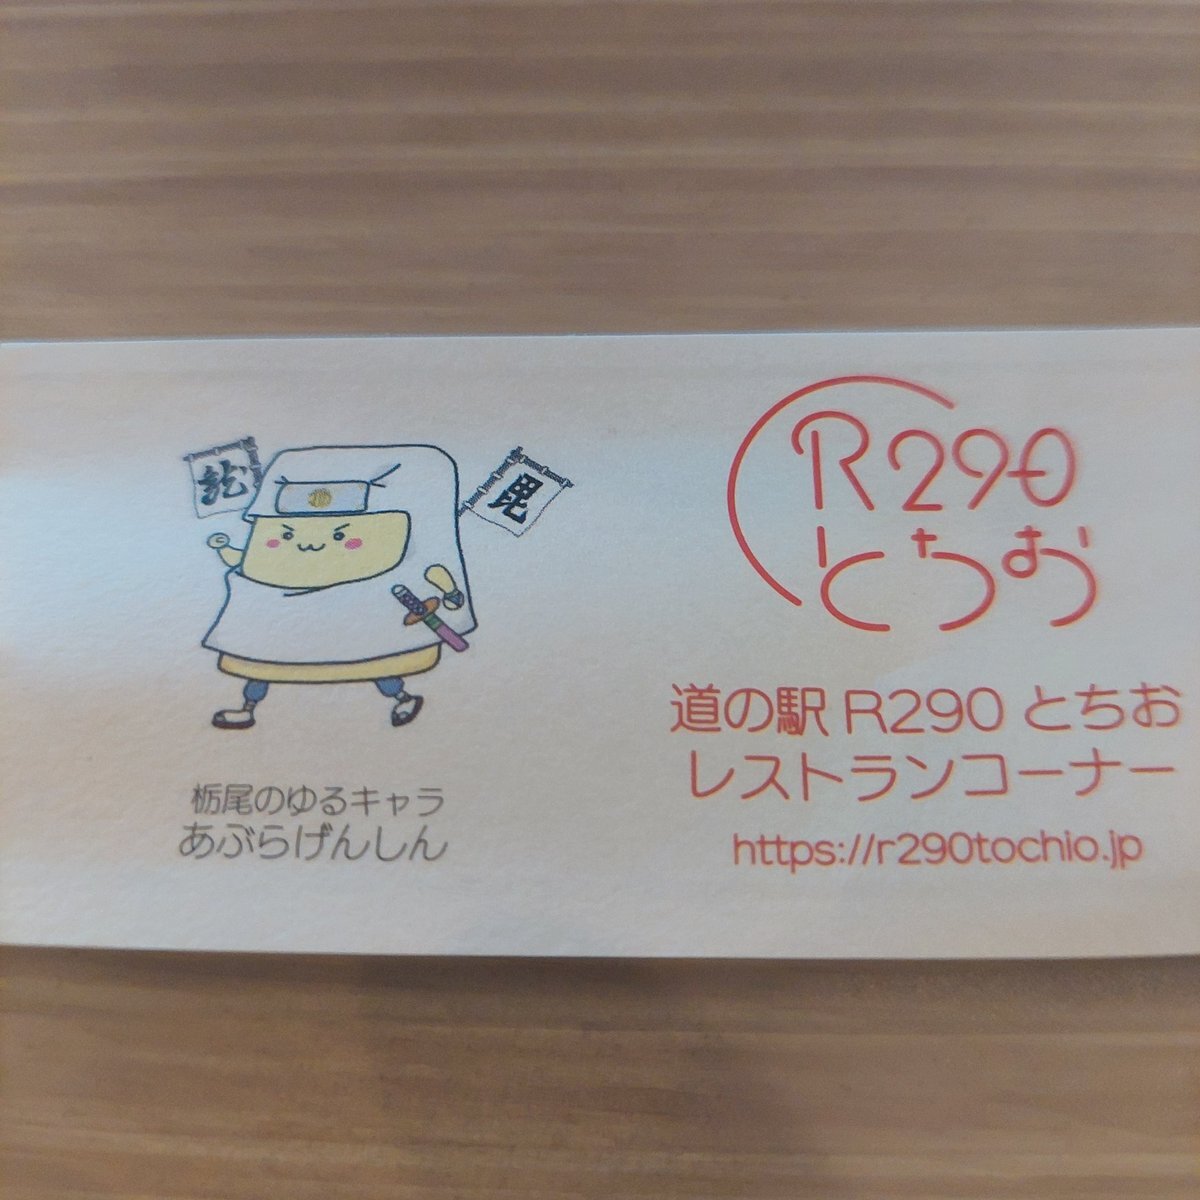 毘
栃尾のゆるキャラ
あぶらげんしん
R290
とちお
道の駅 R290 とちお
レストランコーナー
https://r290tochio.jp